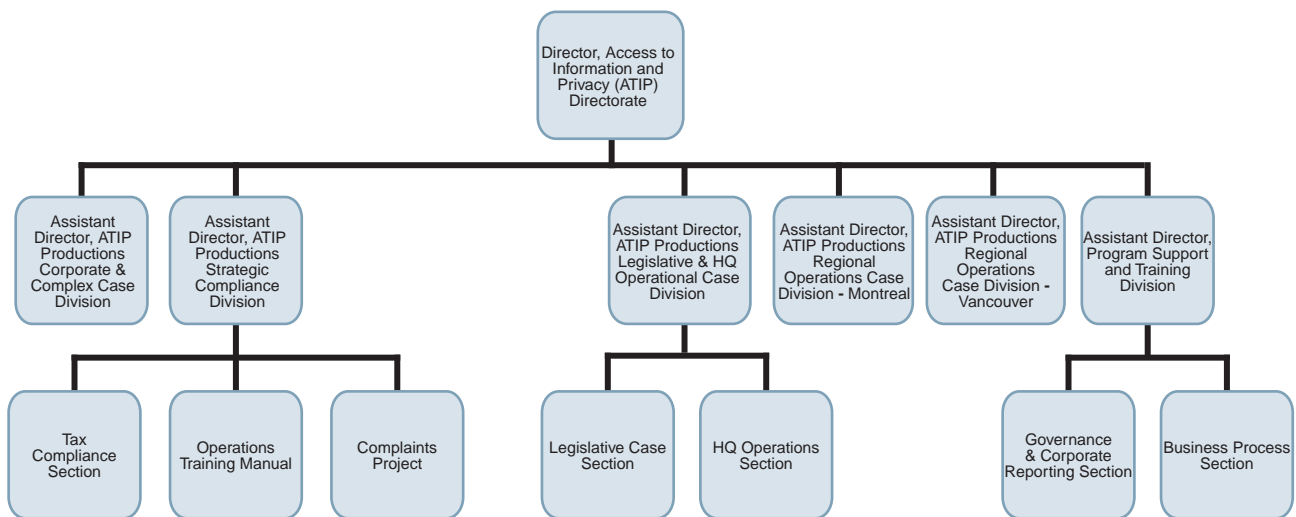 Director, Access to
Information and
Privacy (ATIP)
Directorate
Assistant
Director, ATIP
Productions
Corporate &
Complex Case
Division
Assistant
Director, ATIP
Productions
Strategic
Compliance
Division
Assistant Director,
ATIP Productions
Legislative & HQ
Operational Case
Division
Assistant Director,
ATIP Productions
Regional
Operations Case
Division - Montreal
Assistant Director,
ATIP Productions
Regional
Operations
Case Division -
Vancouver
Assistant Director,
Program Support
and Training
Division
Tax
Compliance
Section
Operations
Training Manual
Complaints
Project
Legislative Case
Section
HQ Operations
Section
Governance
& Corporate
Reporting Section
Business Process
Section